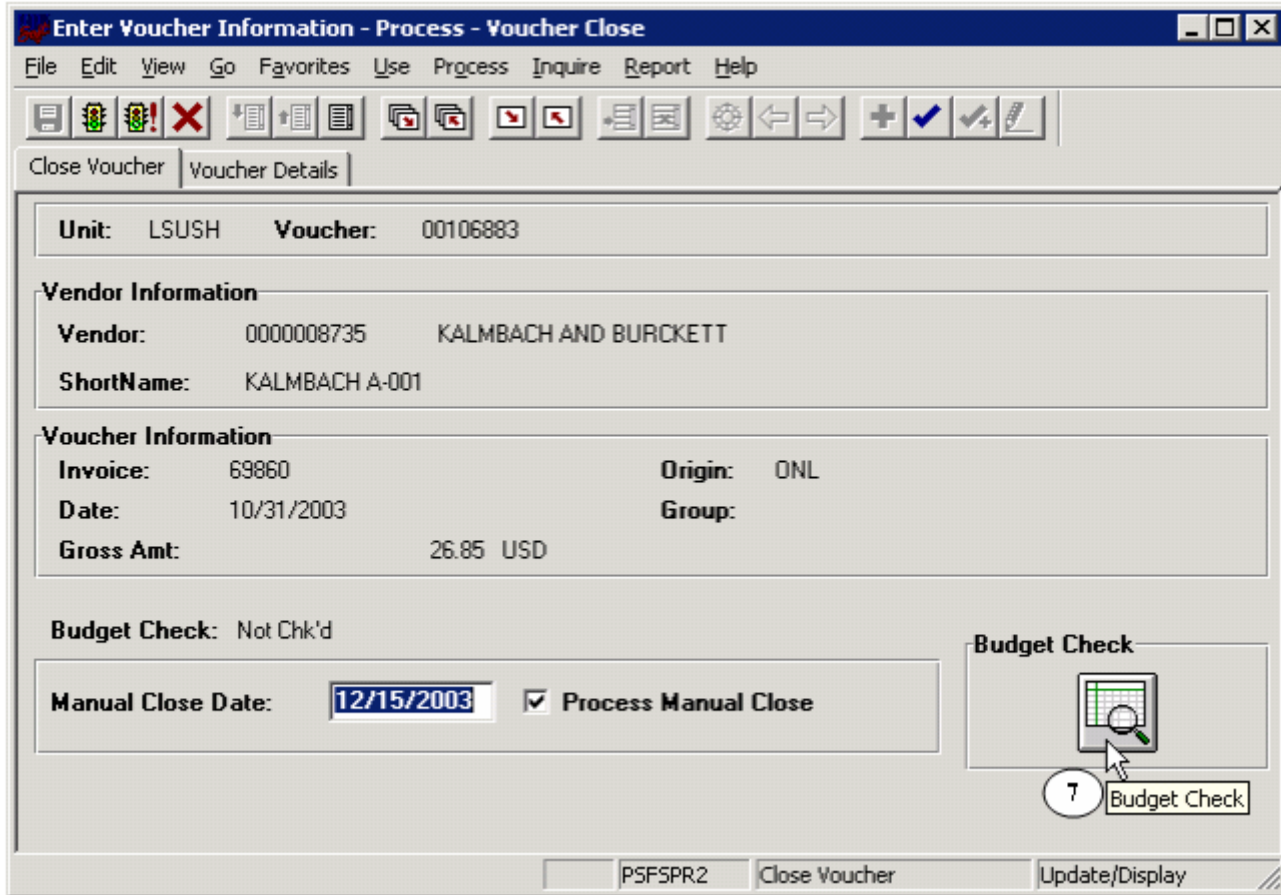 Enter Voucher Information - Process - Voucher Close
File Edit View Go Favorites Use Process Inquire Report Help
Close Voucher Voucher Details
Unit: LSUSH Voucher: 00106883
Vendor Information
Vendor: 0000008735 KALMBACH AND BURCKETT
ShortName: KALMBACH A-001
Voucher Information
Invoice: 69860 Origin: ONL
Date: 10/31/2003 Group:
Gross Amt: 26.85 USD
Budget Check: Not Chk'd
Budget Check
Manual Close Date: 12/15/2003 Process Manual Close
7 Budget Check
PSFSPR2 Close Voucher Update/Display